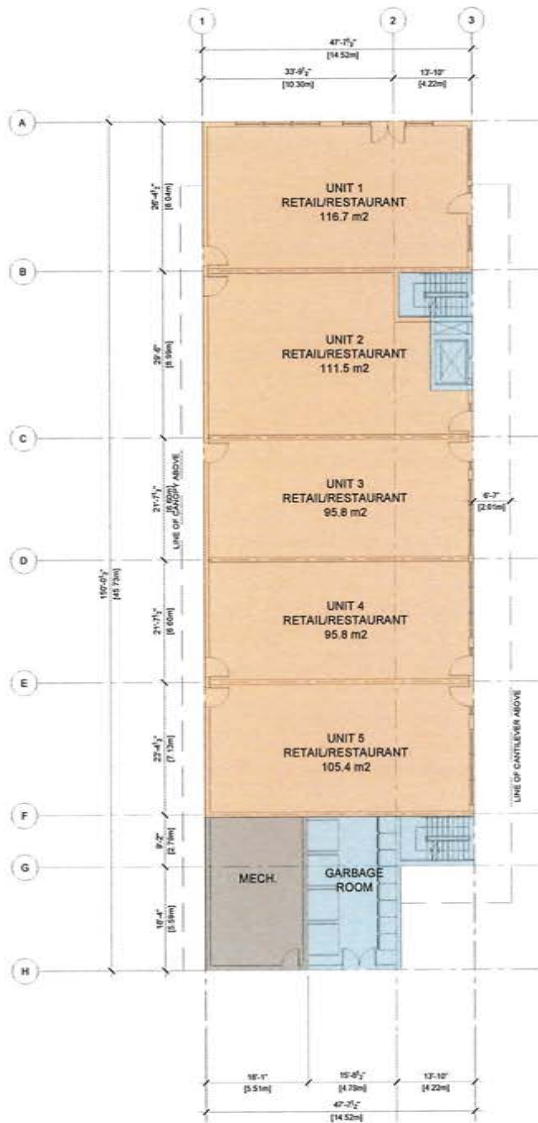 1
2
3
47'-7½"
[14.52m]
33'-9½"
[10.30m]
13'-10"
[4.22m]
A
26'-4½"
[8.04m]
UNIT 1
RETAIL/RESTAURANT
116.7 m2
B
29'-6"
[8.99m]
UNIT 2
RETAIL/RESTAURANT
111.5 m2
C
21'-7½"
[6.60m]
LINE OF CANOPY ABOVE
UNIT 3
RETAIL/RESTAURANT
95.8 m2
6'-7"
[2.01m]
150'-0½"
[45.73m]
D
21'-7½"
[6.60m]
UNIT 4
RETAIL/RESTAURANT
95.8 m2
E
23'-4½"
[7.13m]
UNIT 5
RETAIL/RESTAURANT
105.4 m2
LINE OF CANTILEVER ABOVE
F
9'-2"
[2.79m]
G
MECH.
GARBAGE
ROOM
18'-4"
[5.59m]
H
18'-1"
[5.51m]
15'-8½"
[4.79m]
13'-10"
[4.22m]
47'-7½"
[14.52m]